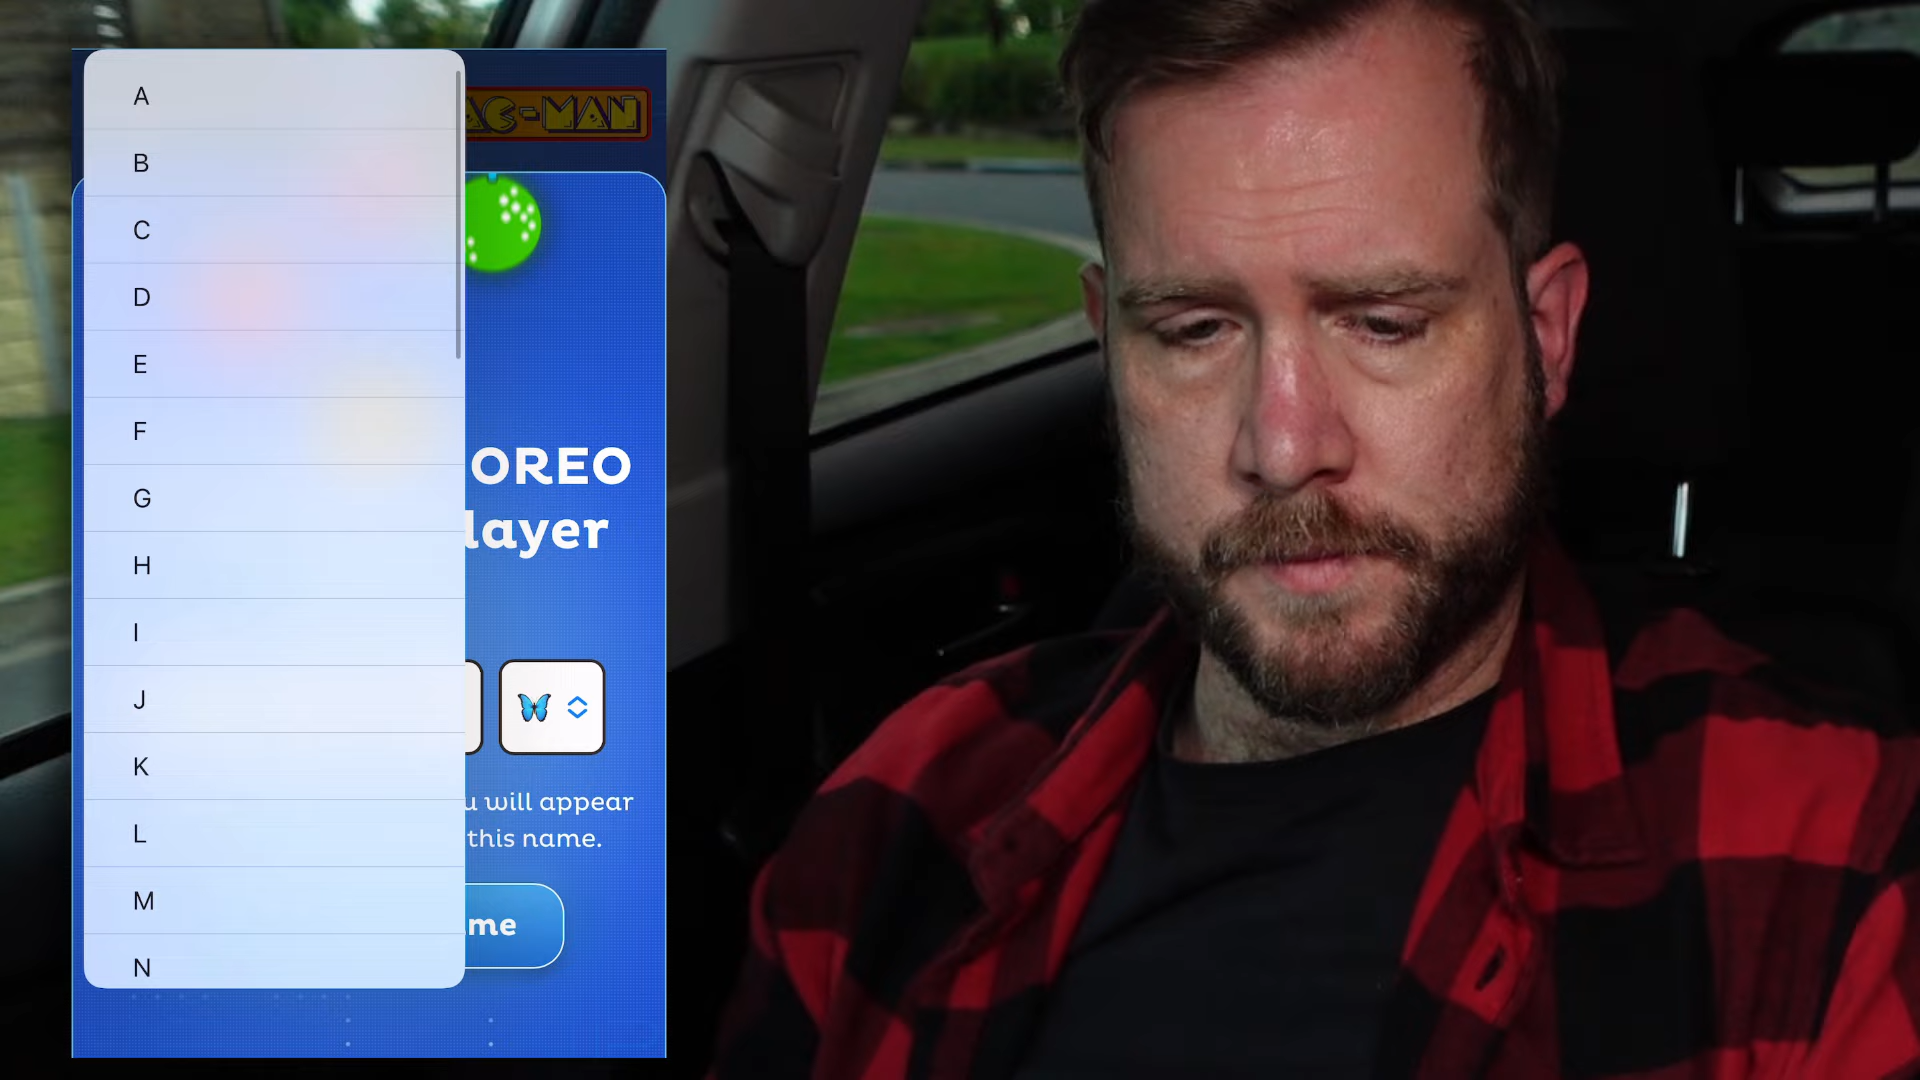 A
B
C
D
E
F
G
H
I
J
K
L
M
N
AC-MAN
OREO
layer
u will appear
this name.
me